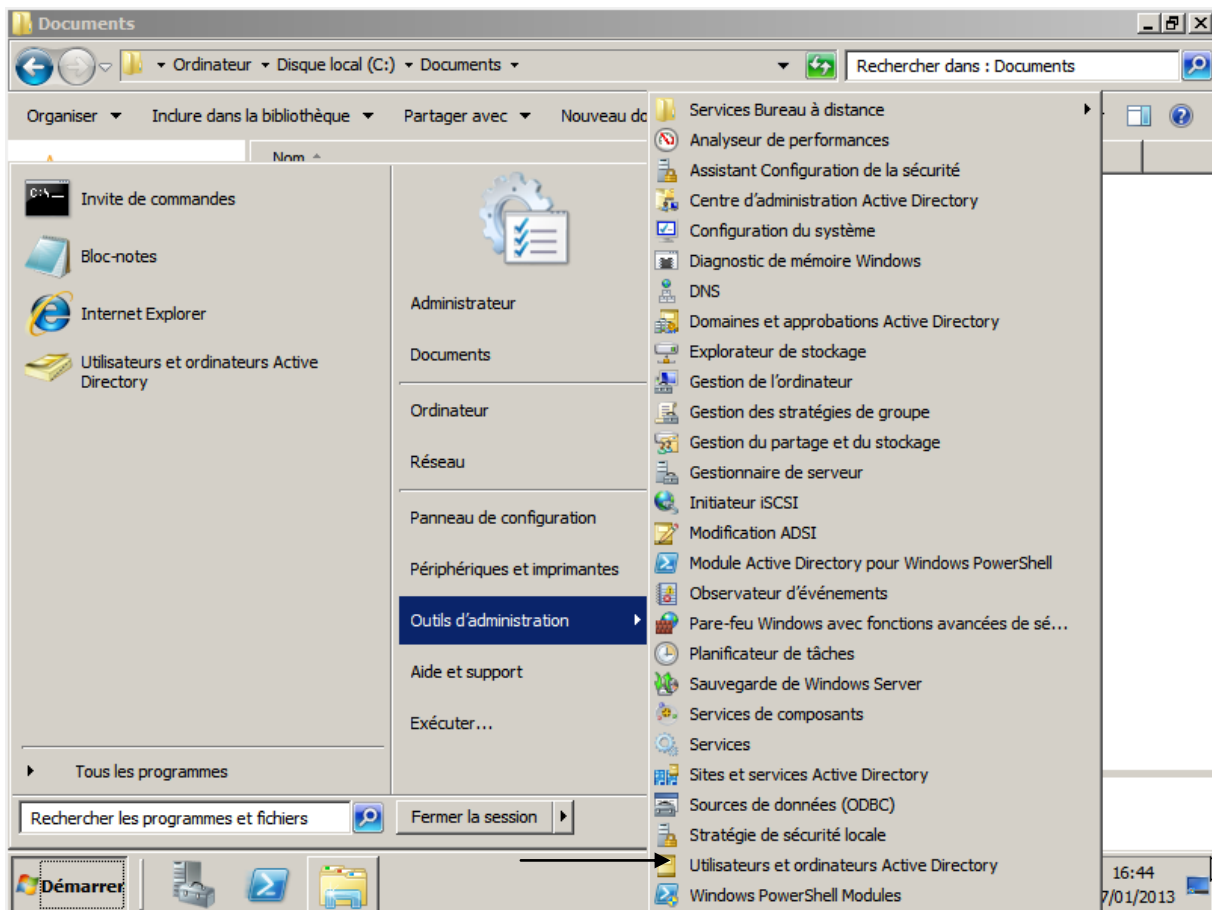 Documents
Ordinateur Disque local (C:) Documents
Rechercher dans : Documents
Organiser Inclure dans la bibliothèque Partager avec Nouveau do
Nom
Invite de commandes
Bloc-notes
Internet Explorer
Utilisateurs et ordinateurs Active
Directory
Tous les programmes
Rechercher les programmes et fichiers
Administrateur
Documents
Ordinateur
Réseau
Panneau de configuration
Périphériques et imprimantes
Outils d'administration
Aide et support
Exécuter...
Fermer la session
Services Bureau à distance
Analyseur de performances
Assistant Configuration de la sécurité
Centre d'administration Active Directory
Configuration du système
Diagnostic de mémoire Windows
DNS
Domaines et approbations Active Directory
Explorateur de stockage
Gestion de l'ordinateur
Gestion des stratégies de groupe
Gestion du partage et du stockage
Gestionnaire de serveur
Initiateur iSCSI
Modification ADSI
Module Active Directory pour Windows PowerShell
Observateur d'événements
Pare-feu Windows avec fonctions avancées de sé...
Planificateur de tâches
Sauvegarde de Windows Server
Services de composants
Services
Sites et services Active Directory
Sources de données (ODBC)
Stratégie de sécurité locale
Utilisateurs et ordinateurs Active Directory
Windows PowerShell Modules
Démarrer
16:44
7/01/2013